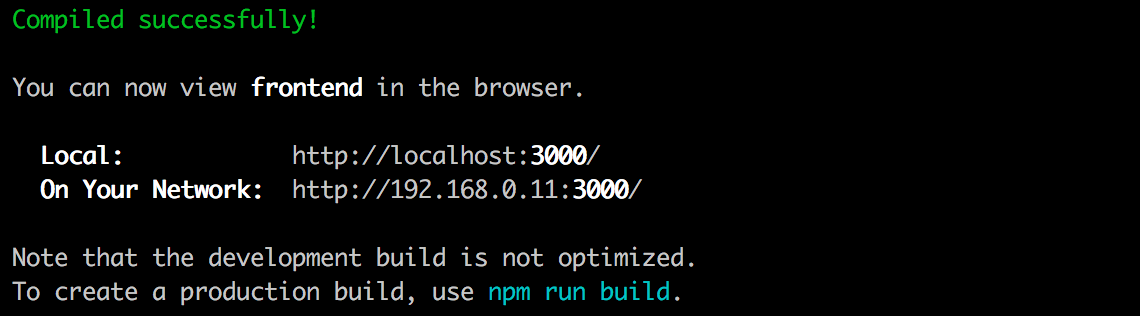 Compiled successfully!
You can now view frontend in the browser.
Local: http://localhost:3000/
On Your Network: http://192.168.0.11:3000/
Note that the development build is not optimized.
To create a production build, use npm run build.